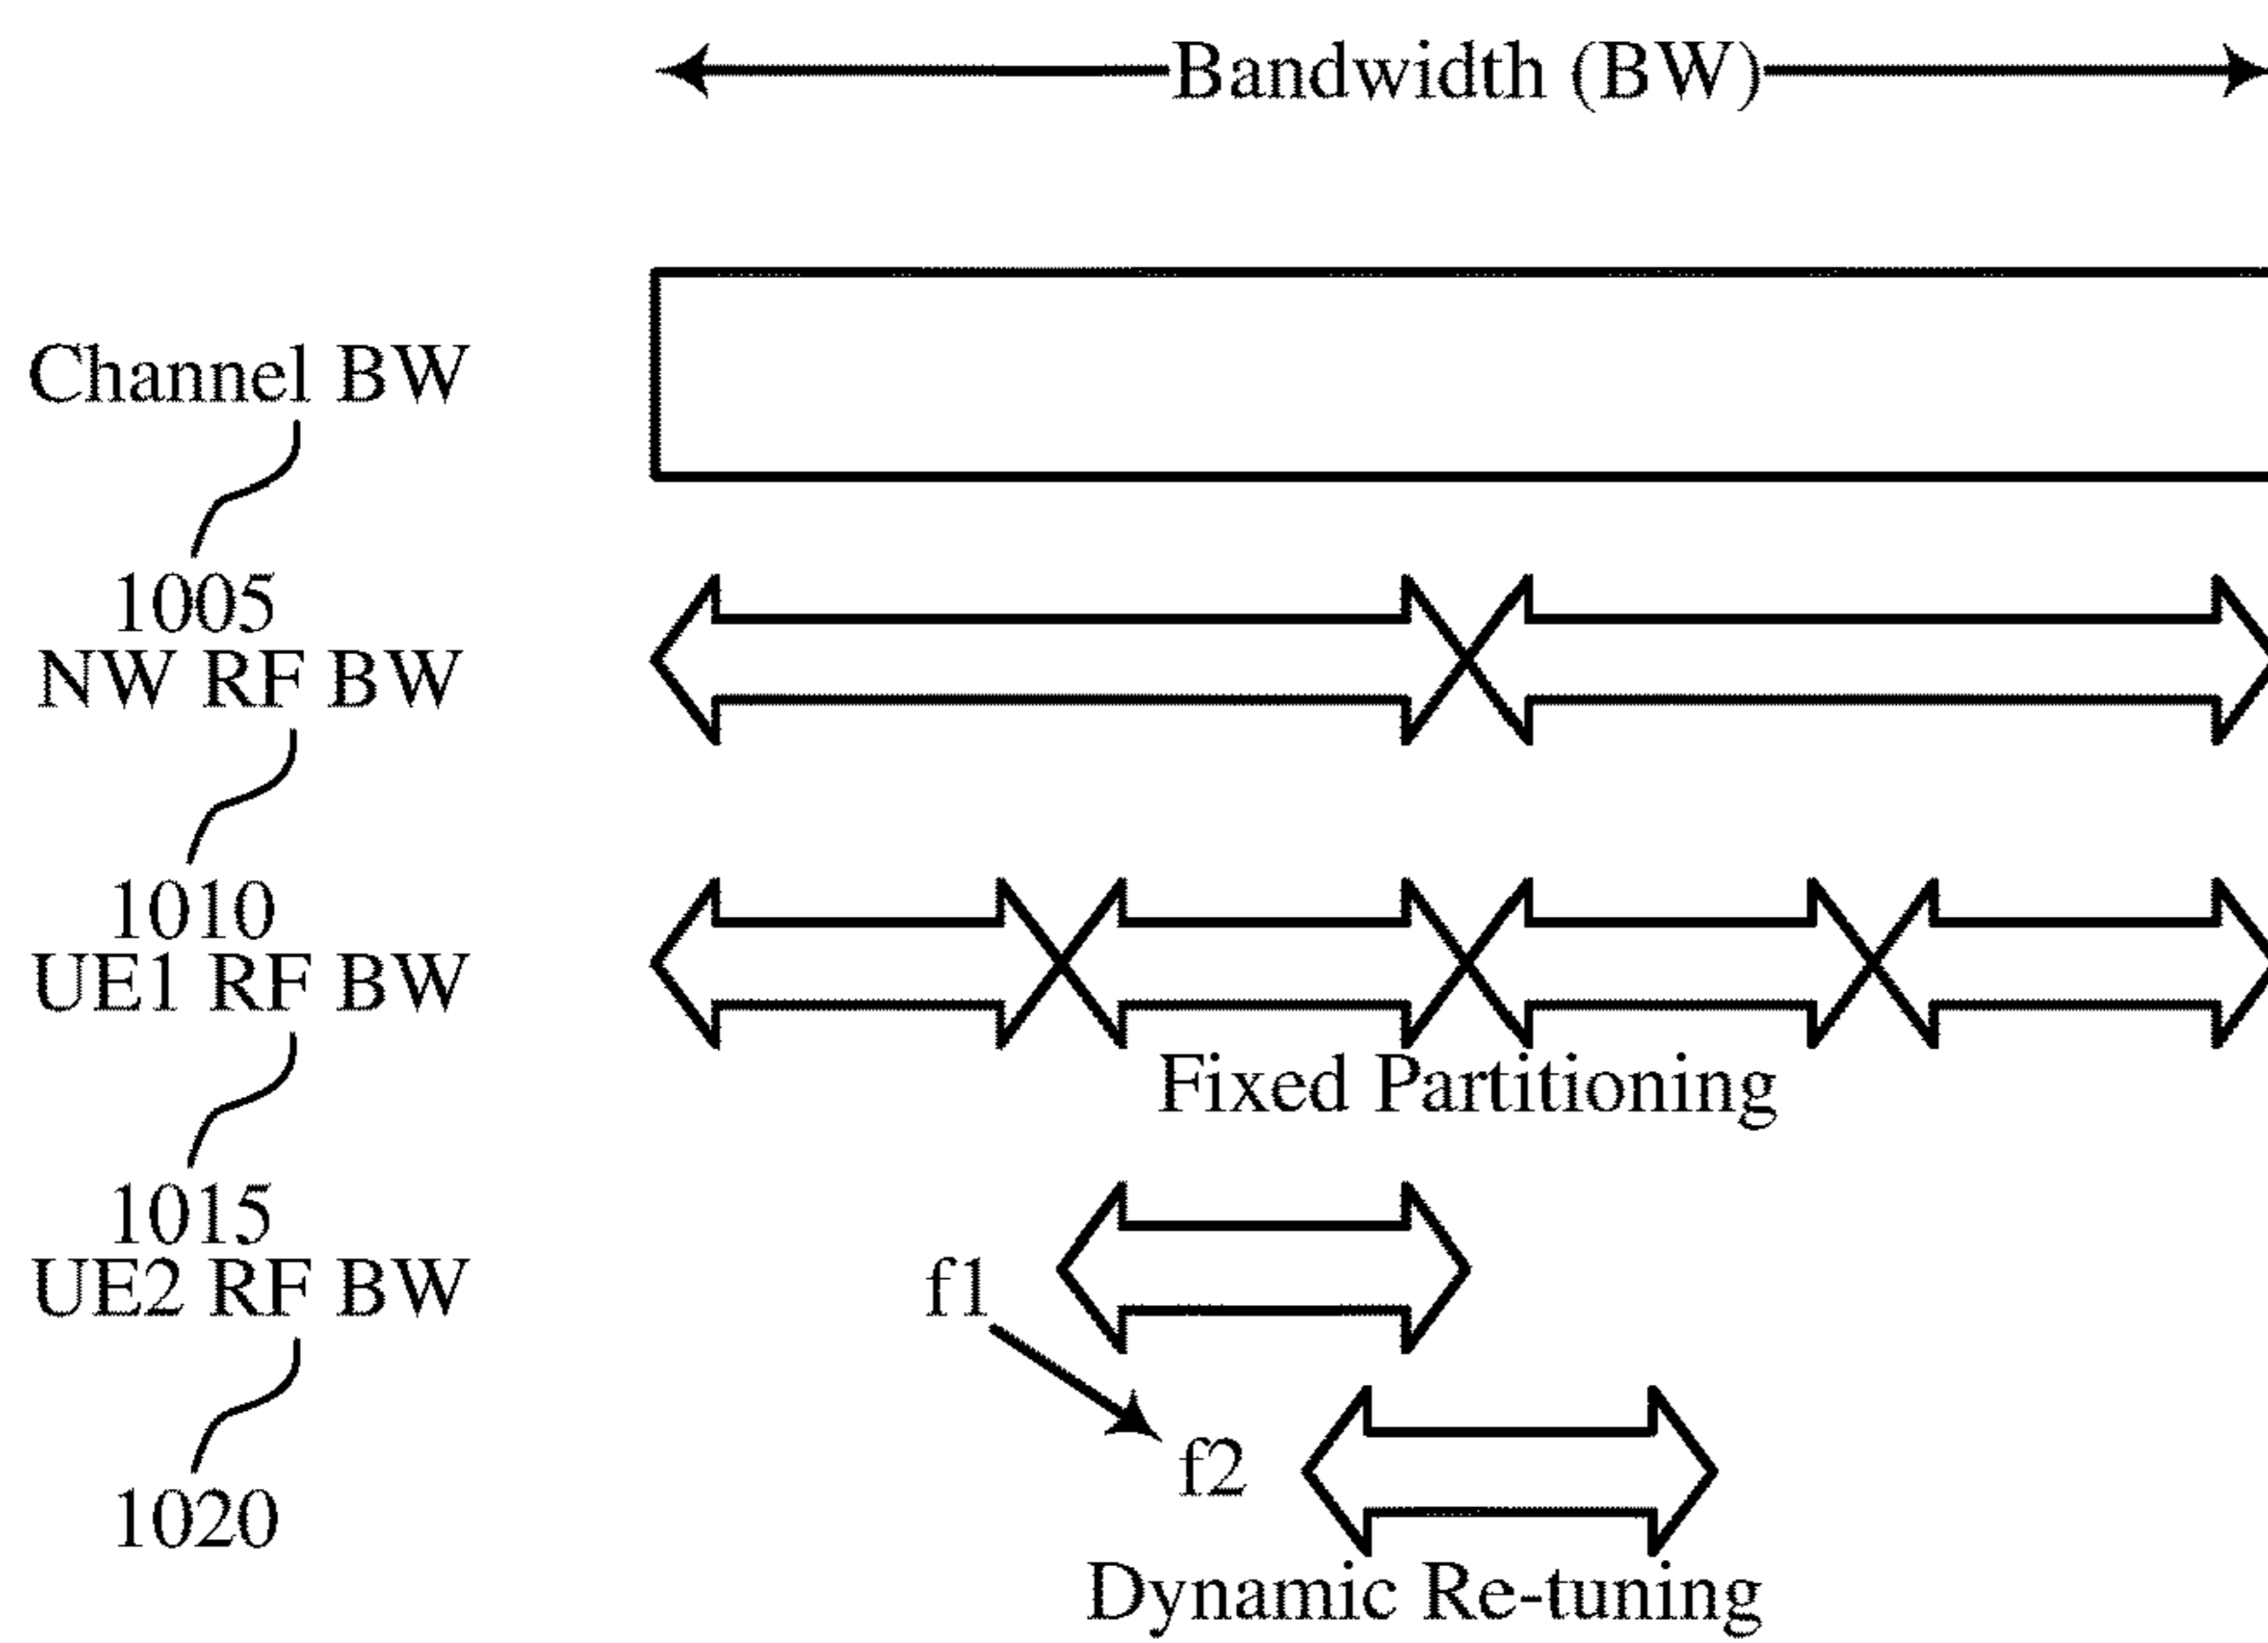 Bandwidth (BW)
Channel BW
1005
NW RF BW
1010
UE1 RF BW
Fixed Partitioning
1015
UE2 RF BW
f1
f2
1020
Dynamic Re-tuning